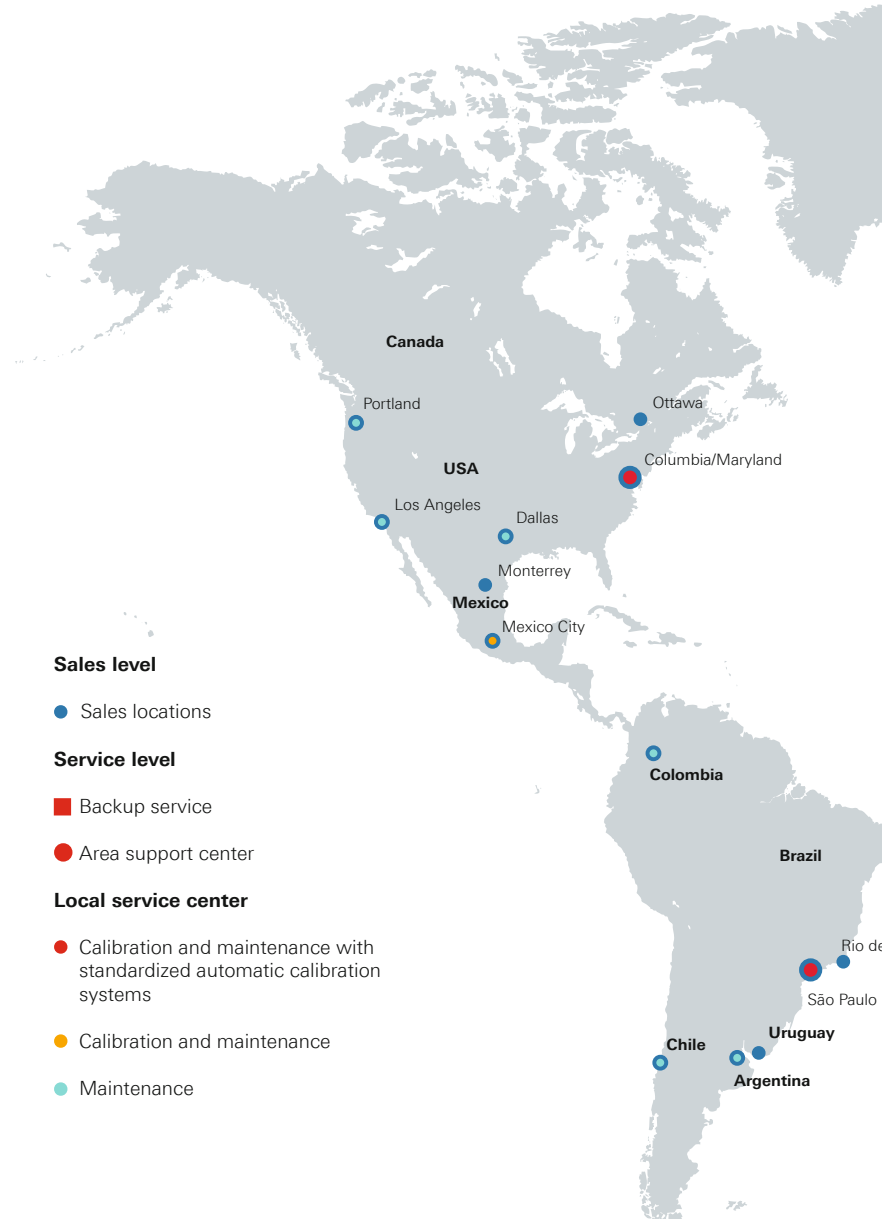 Canada
Portland
Ottawa
USA
Columbia/Maryland
Los Angeles
Dallas
Monterrey
Mexico
Mexico City
Sales level
Sales locations
Service level
Backup service
Area support center
Local service center
Calibration and maintenance with
standardized automatic calibration
systems
Calibration and maintenance
Maintenance
Colombia
Brazil
Rio de
São Paulo
Uruguay
Chile
Argentina